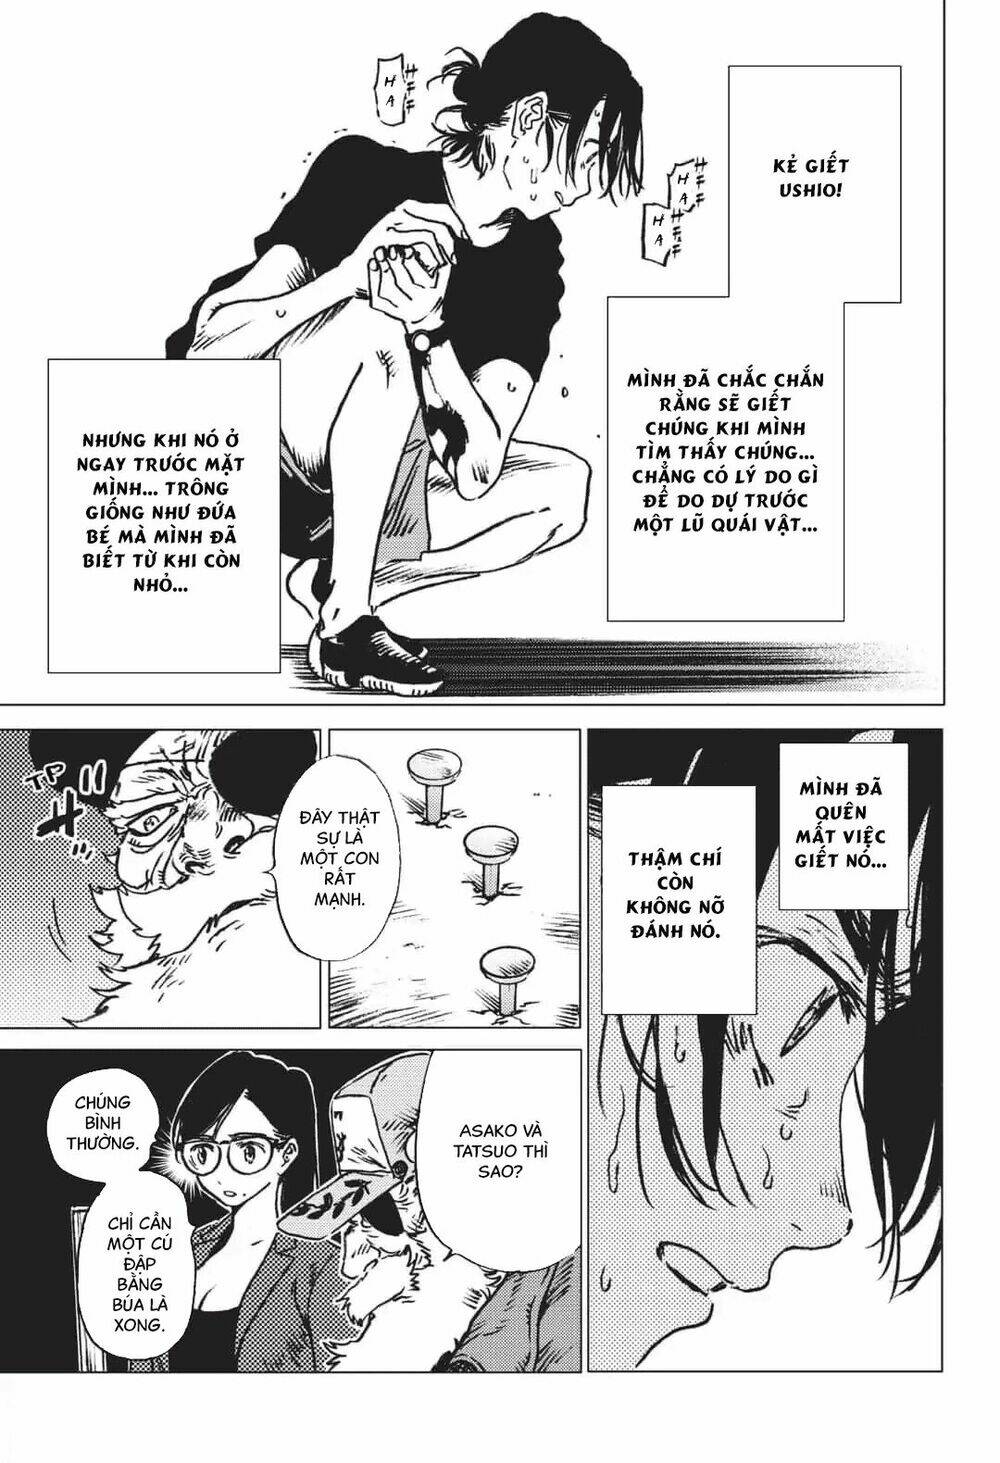 KẺ GIẾT
USHIO!
MÌNH ĐÃ CHẮC CHẮN
RẰNG SẼ GIẾT
CHÚNG KHI MÌNH
TÌM THẤY CHÚNG...
CHẲNG CÓ LÝ DO GÌ
ĐỂ DO DỰ TRƯỚC
MỘT LŨ QUÁI VẬT...
HA
HA
HA
NHƯNG KHI NÓ Ở
NGAY TRƯỚC MẶT
MÌNH... TRÔNG
GIỐNG NHƯ ĐỨA
BÉ MÀ MÌNH ĐÃ
BIẾT TỪ KHI CÒN
NHỎ...
MÌNH ĐÃ
QUÊN
MẤT VIỆC
GIẾT NÓ...
THẬM CHÍ
CÒN
KHÔNG NỠ
ĐÁNH NÓ.
ĐÂY THẬT
SỰ LÀ
MỘT CON
RẤT
MẠNH.
TP
ASAKO VÀ
TATSUO THÌ
SAO?
CHÚNG
BÌNH
THƯỜNG.
CHỈ CẦN
MỘT CÚ
ĐẬP
BẰNG
BÚA LÀ
XONG.